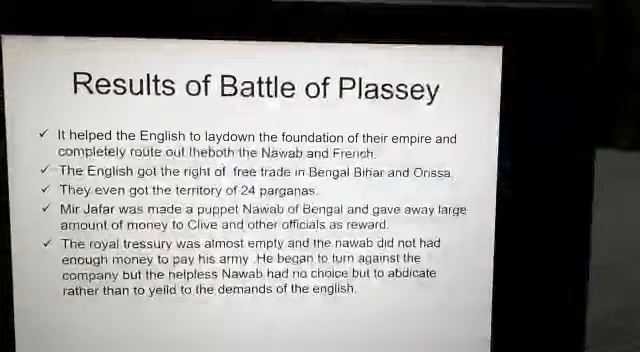 Results of Battle of Plassey
✓ It helped the English to laydown the foundation of their empire and
completely route out theboth the Nawab and French.
✓ The English got the right of free trade in Bengal Bihar and Orissa.
✓ They even got the territory of 24 parganas.
✓ Mir Jafar was made a puppet Nawab of Bengal and gave away large
amount of money to Clive and other officials as reward.
✓ The royal tressury was almost empty and the nawab did not had
enough money to pay his army .He began to turn against the
company but the helpless Nawab had no choice but to abdicate
rather than to yeild to the demands of the english.